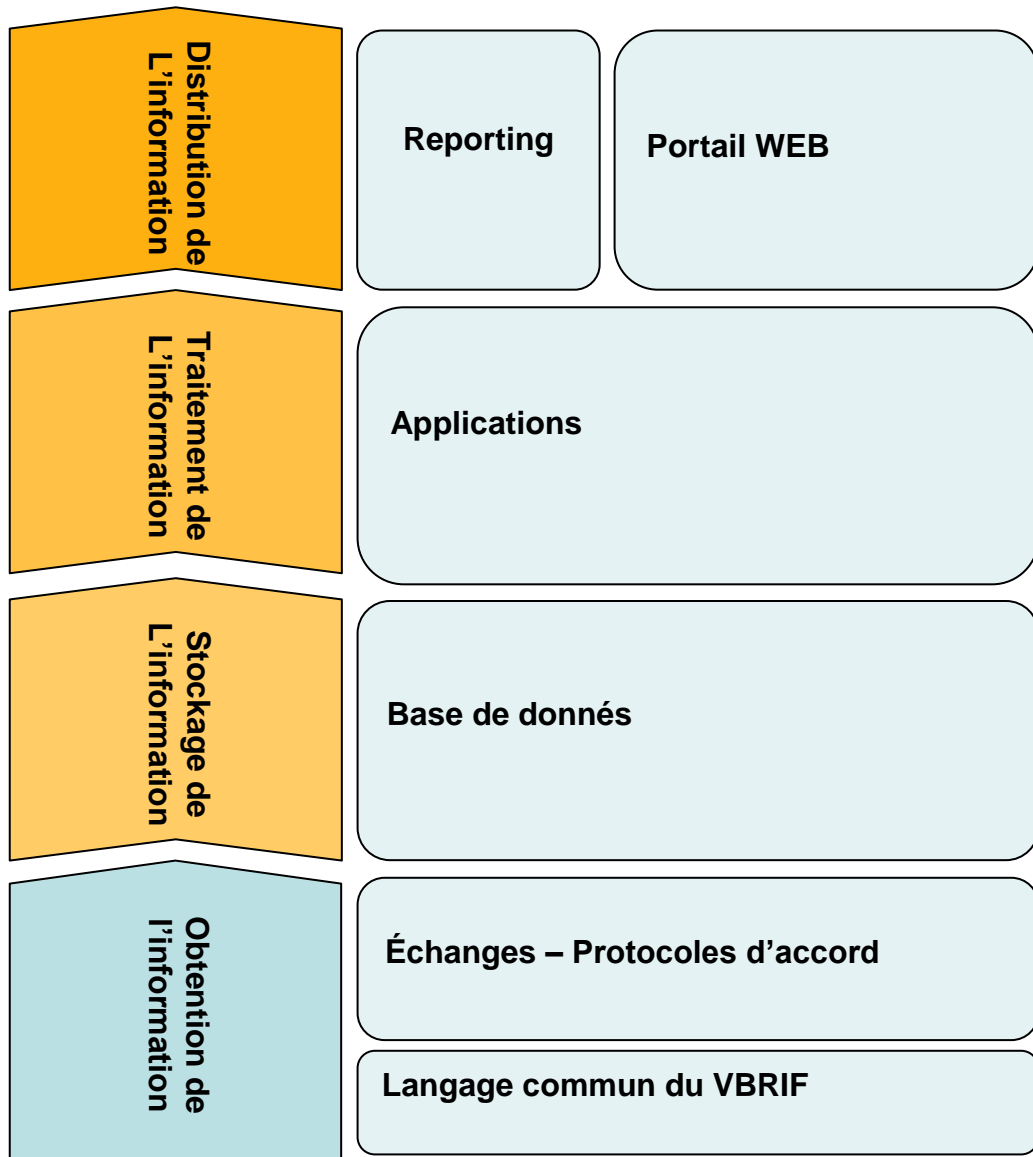 Distribution de
L'information
Reporting
Portail WEB
Traitement de
L'information
Applications
Stockage de
L'information
Base de donnés
Obtention de
l'information
Échanges – Protocoles d'accord
Langage commun du VBRIF